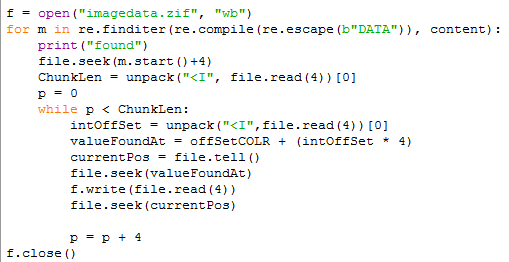 f = open("imagedata.zif", "wb")
for m in re.finditer(re.compile(re.escape(b"DATA")), content):
    print("found")
    file.seek(m.start()+4)
    ChunkLen = unpack("<I", file.read(4))[0]
    p = 0
    while p < ChunkLen:
        intOffSet = unpack("<I",file.read(4))[0]
        valueFoundAt = offSetCOLR + (intOffSet * 4)
        currentPos = file.tell()
        file.seek(valueFoundAt)
        f.write(file.read(4))
        file.seek(currentPos)

        p = p + 4
f.close()